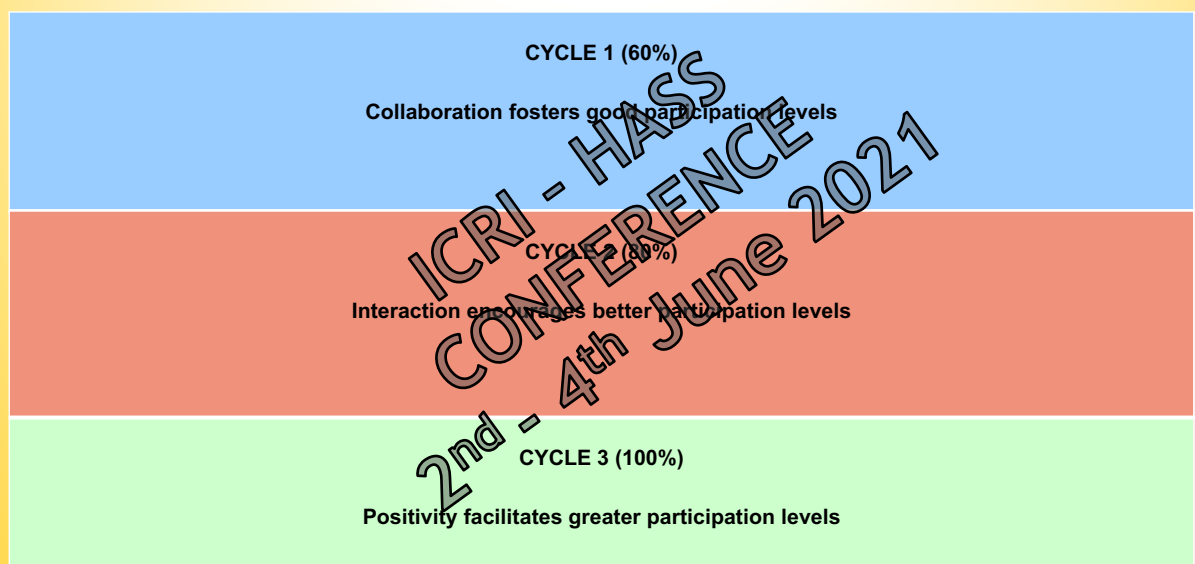 CYCLE 1 (60%)
Collaboration fosters good participation levels
CYCLE 2 (80%)
Interaction encourages better participation levels
CYCLE 3 (100%)
Positivity facilitates greater participation levels
ICRI - HASS
CONFERENCE
2nd - 4th June 2021